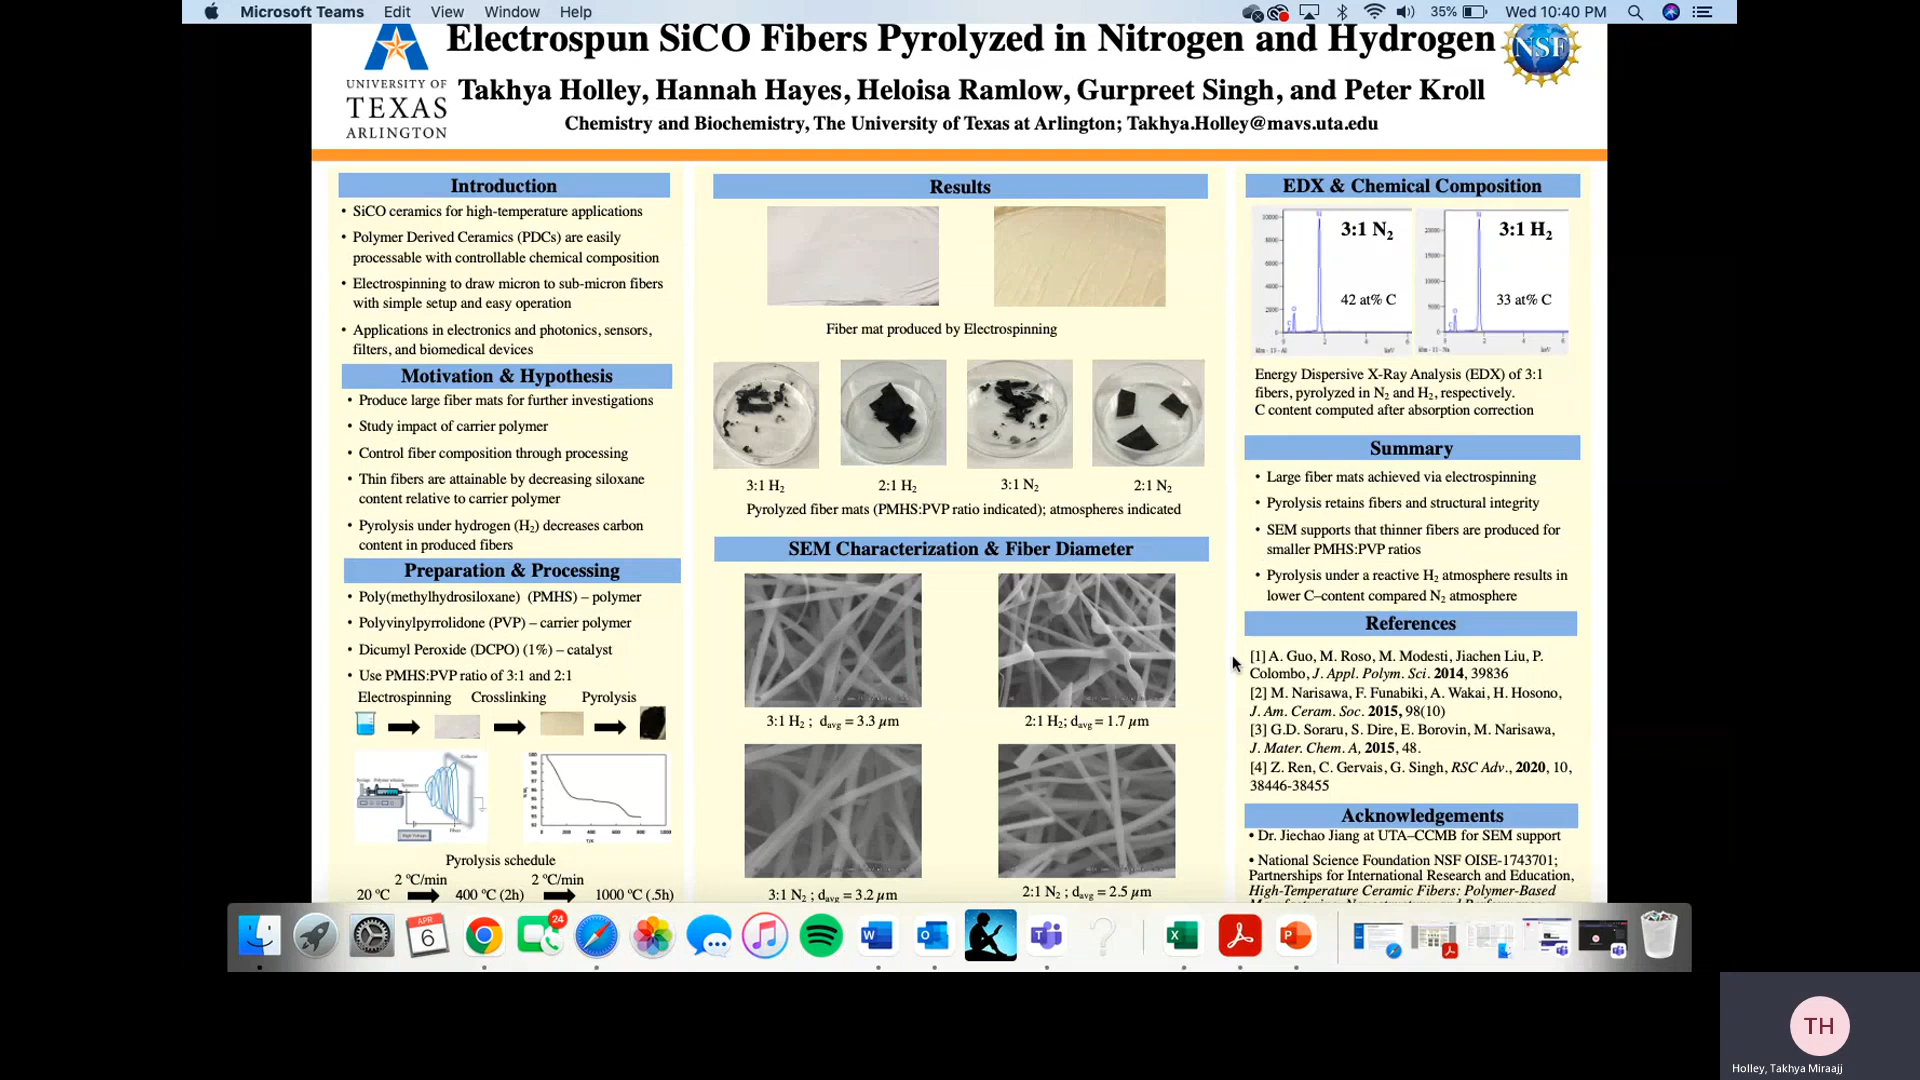 Microsoft Teams Edit View Window Help
35% Wed 10:40 PM
Electrospun SiCO Fibers Pyrolyzed in Nitrogen and Hydrogen
NSF
UNIVERSITY OF
TEXAS
ARLINGTON
Takhya Holley, Hannah Hayes, Heloisa Ramlow, Gurpreet Singh, and Peter Kroll
Chemistry and Biochemistry, The University of Texas at Arlington; Takhya.Holley@mavs.uta.edu
Introduction
• SiCO ceramics for high-temperature applications
• Polymer Derived Ceramics (PDCs) are easily
processable with controllable chemical composition
• Electrospinning to draw micron to sub-micron fibers
with simple setup and easy operation
• Applications in electronics and photonics, sensors,
filters, and biomedical devices
Motivation & Hypothesis
• Produce large fiber mats for further investigations
• Study impact of carrier polymer
• Control fiber composition through processing
• Thin fibers are attainable by decreasing siloxane
content relative to carrier polymer
• Pyrolysis under hydrogen (H₂) decreases carbon
content in produced fibers
Preparation & Processing
• Poly(methylhydrosiloxane) (PMHS) – polymer
• Polyvinylpyrrolidone (PVP) – carrier polymer
• Dicumyl Peroxide (DCPO) (1%) – catalyst
• Use PMHS:PVP ratio of 3:1 and 2:1
Electrospinning Crosslinking Pyrolysis
Pyrolysis schedule
2 ºC/min 2 ºC/min
20 ºC 400 ºC (2h) 1000 ºC (.5h)
Results
Fiber mat produced by Electrospinning
3:1 H₂ 2:1 H₂ 3:1 N₂ 2:1 N₂
Pyrolyzed fiber mats (PMHS:PVP ratio indicated); atmospheres indicated
SEM Characterization & Fiber Diameter
3:1 H₂ ; davg = 3.3 µm 2:1 H₂; davg = 1.7 µm
3:1 N₂ ; davg = 3.2 µm 2:1 N₂ ; davg = 2.5 µm
EDX & Chemical Composition
3:1 N₂ 3:1 H₂
42 at% C 33 at% C
Energy Dispersive X-Ray Analysis (EDX) of 3:1
fibers, pyrolyzed in N₂ and H₂, respectively.
C content computed after absorption correction
Summary
• Large fiber mats achieved via electrospinning
• Pyrolysis retains fibers and structural integrity
• SEM supports that thinner fibers are produced for
smaller PMHS:PVP ratios
• Pyrolysis under a reactive H₂ atmosphere results in
lower C–content compared N₂ atmosphere
References
[1] A. Guo, M. Roso, M. Modesti, Jiachen Liu, P.
Colombo, J. Appl. Polym. Sci. 2014, 39836
[2] M. Narisawa, F. Funabiki, A. Wakai, H. Hosono,
J. Am. Ceram. Soc. 2015, 98(10)
[3] G.D. Soraru, S. Dire, E. Borovin, M. Narisawa,
J. Mater. Chem. A, 2015, 48.
[4] Z. Ren, C. Gervais, G. Singh, RSC Adv., 2020, 10,
38446-38455
Acknowledgements
• Dr. Jiechao Jiang at UTA–CCMB for SEM support
• National Science Foundation NSF OISE-1743701;
Partnerships for International Research and Education,
High-Temperature Ceramic Fibers: Polymer-Based
APR
6
24
TH
Holley, Takhya Miraajj